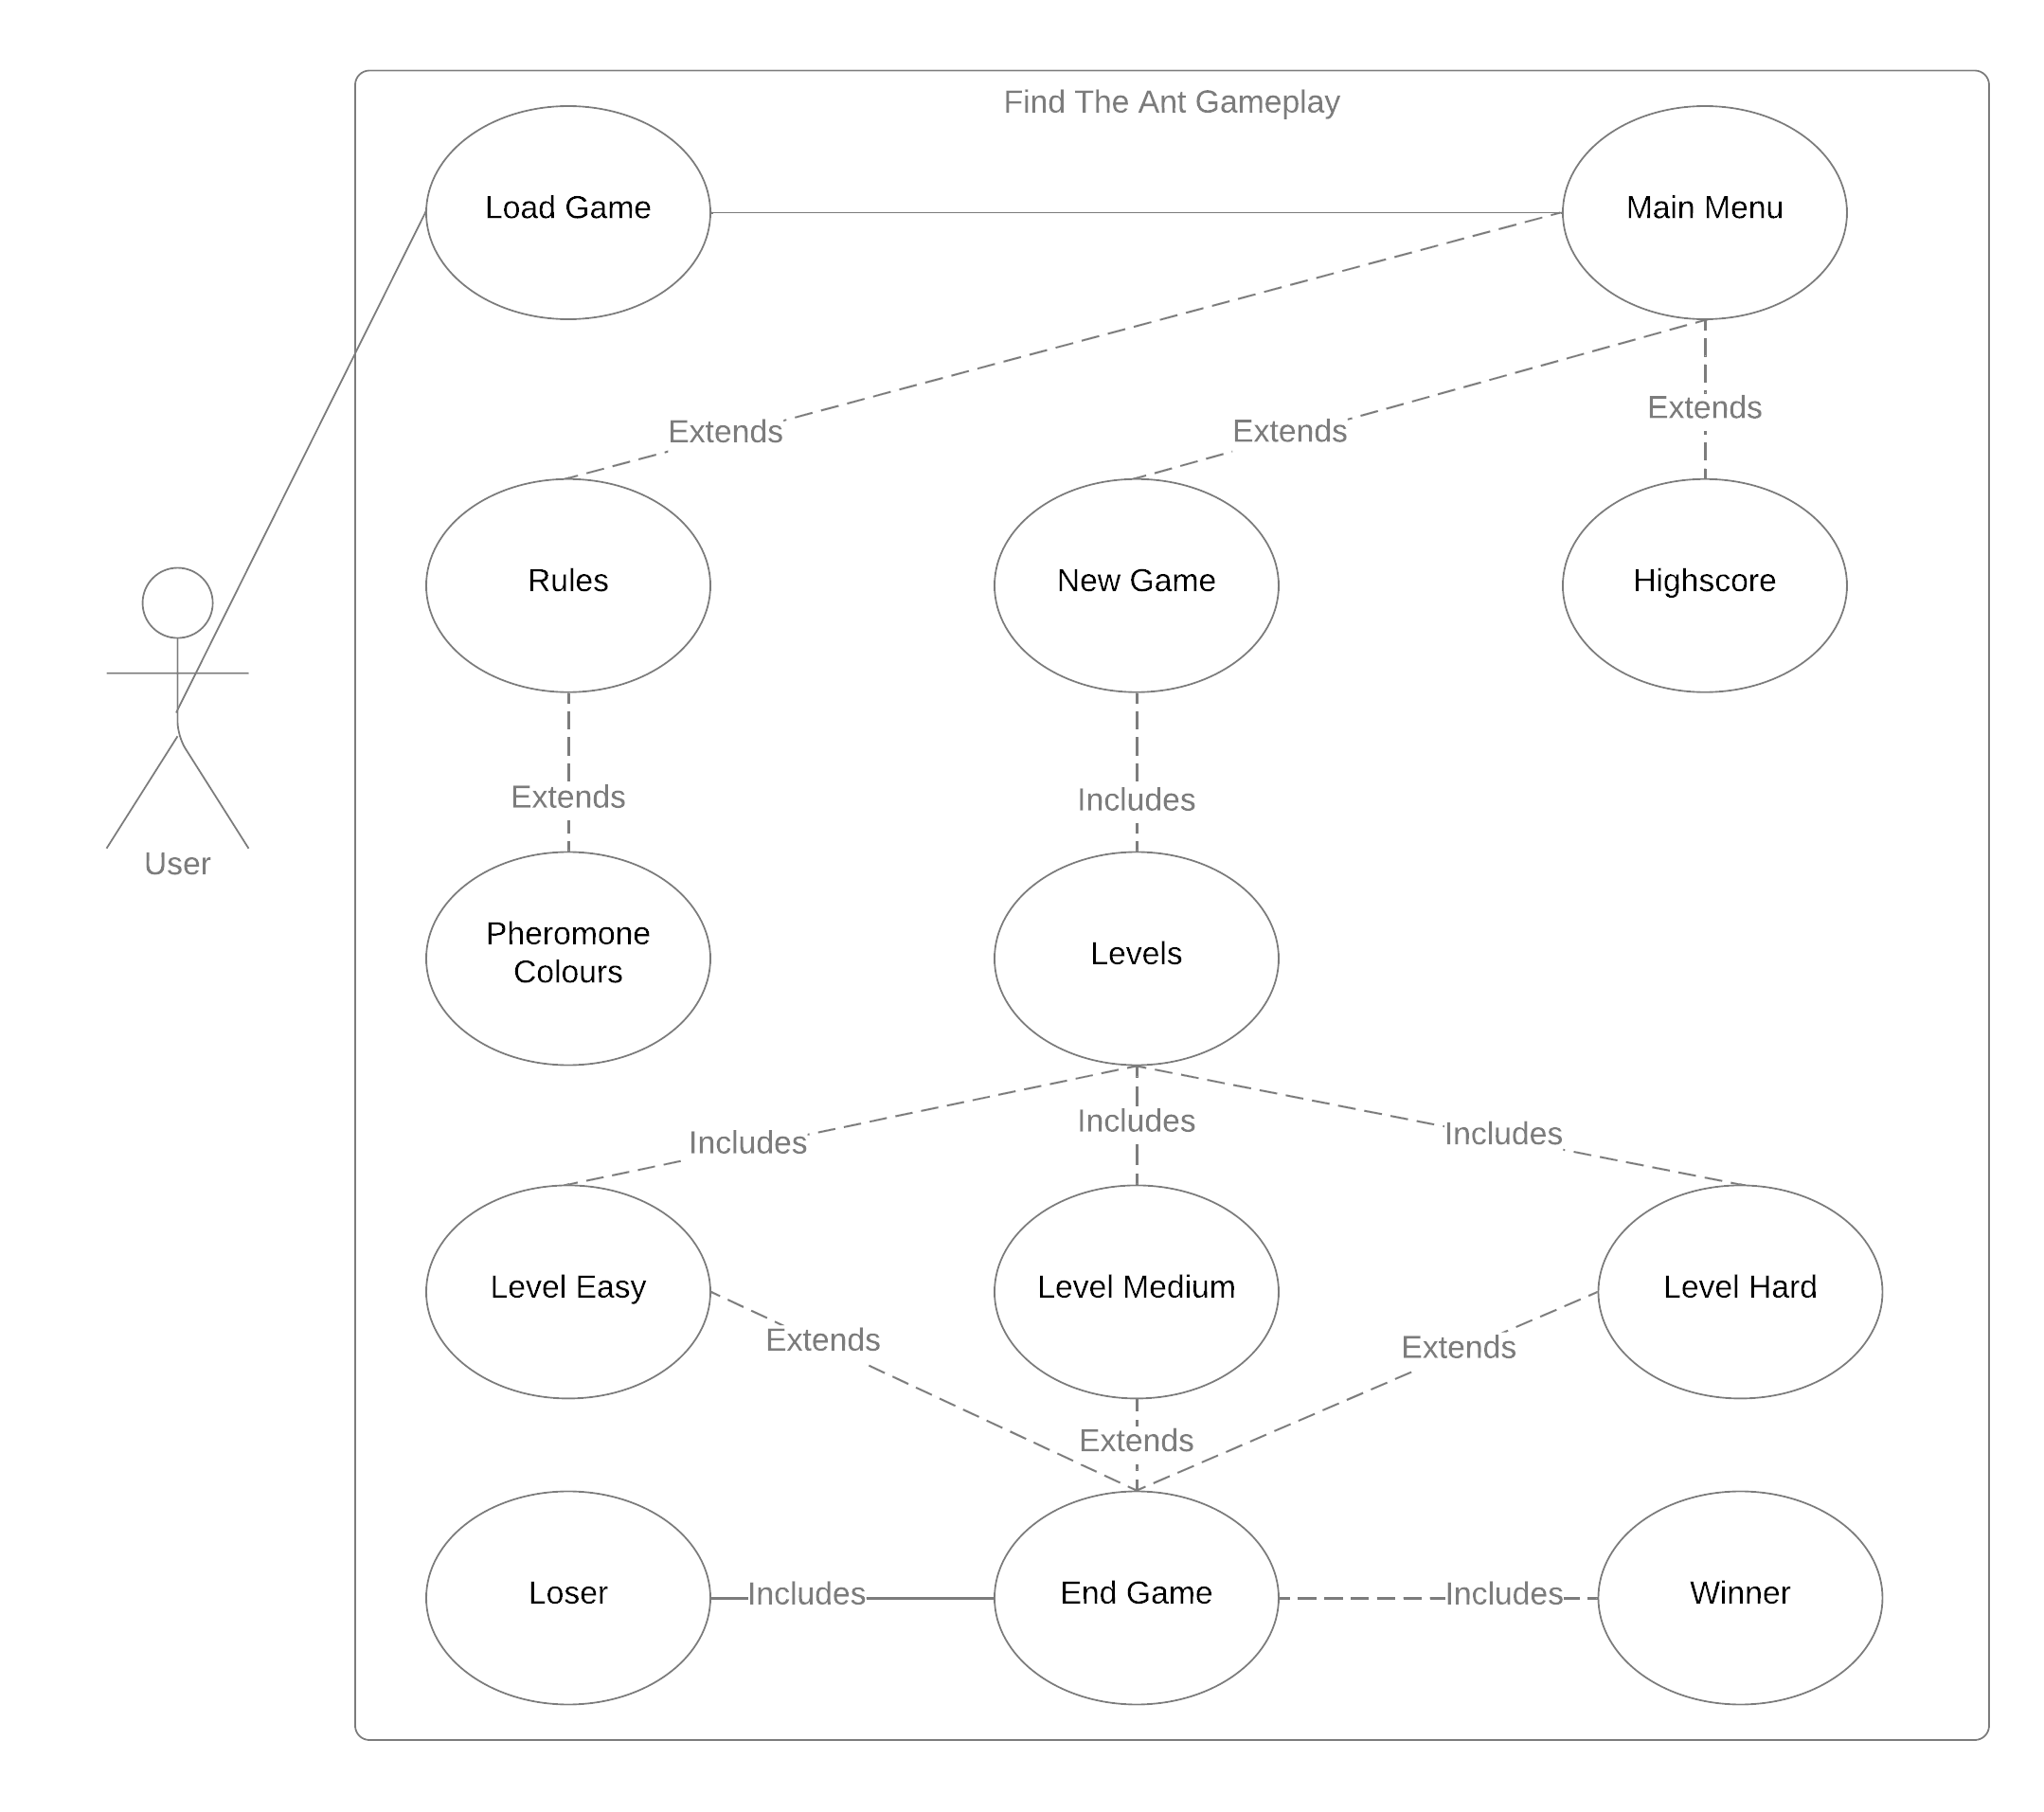 Find The Ant Gameplay
Load Game
Main Menu
Extends
Extends
Extends
Rules
New Game
Highscore
Extends
Includes
User
Pheromone
Colours
Levels
Includes
Includes
Includes
Level Easy
Level Medium
Level Hard
Extends
Extends
Extends
Loser
Includes
End Game
Includes
Winner